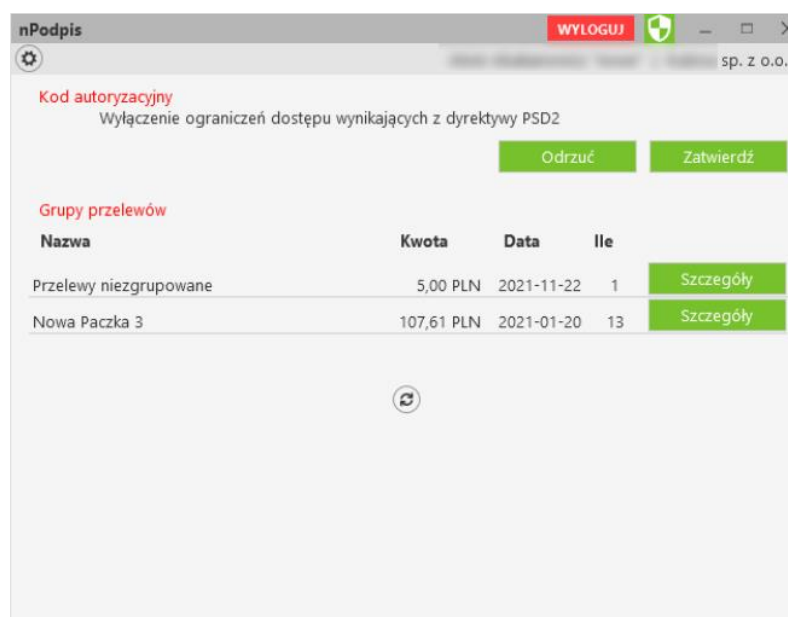 nPodpis WYLOGUJ
sp. z o.o.
Kod autoryzacyjny
Wyłączenie ograniczeń dostępu wynikających z dyrektywy PSD2
Odrzuć Zatwierdź
Grupy przelewów
Nazwa Kwota Data Ile
Przelewy niezgrupowane 5,00 PLN 2021-11-22 1 Szczegóły
Nowa Paczka 3 107,61 PLN 2021-01-20 13 Szczegóły